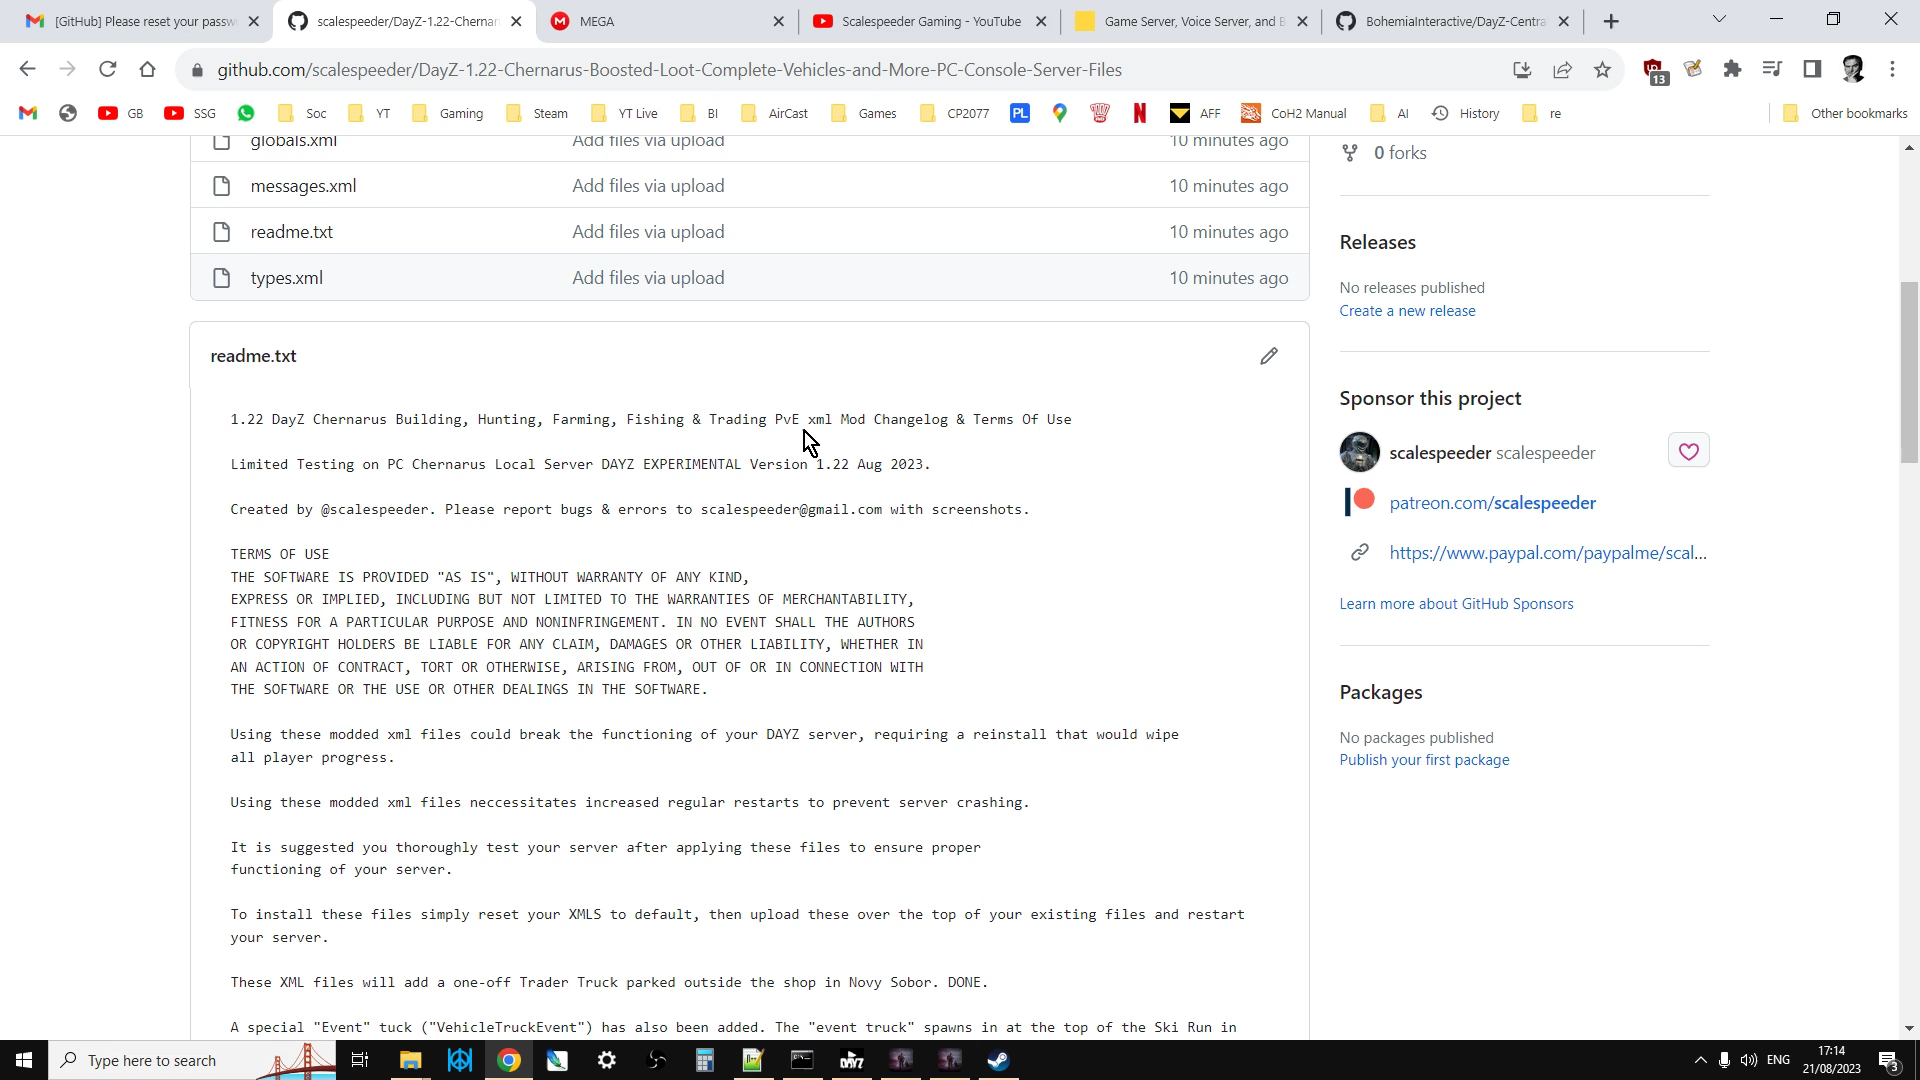 [GitHub] Please reset your passw
scalespeeder/DayZ-1.22-Chernar
MEGA
Scalespeeder Gaming - YouTube
Game Server, Voice Server, and B
BohemiaInteractive/DayZ-Centra
github.com/scalespeeder/DayZ-1.22-Chernarus-Boosted-Loot-Complete-Vehicles-and-More-PC-Console-Server-Files
13
GB
SSG
Soc
YT
Gaming
Steam
YT Live
BI
AirCast
Games
CP2077
PL
AFF
CoH2 Manual
AI
History
re
Other bookmarks
globals.xml
Add files via upload
10 minutes ago
messages.xml
Add files via upload
10 minutes ago
readme.txt
Add files via upload
10 minutes ago
types.xml
Add files via upload
10 minutes ago
readme.txt
1.22 DayZ Chernarus Building, Hunting, Farming, Fishing & Trading PvE xml Mod Changelog & Terms Of Use
Limited Testing on PC Chernarus Local Server DAYZ EXPERIMENTAL Version 1.22 Aug 2023.
Created by @scalespeeder. Please report bugs & errors to scalespeeder@gmail.com with screenshots.
TERMS OF USE
THE SOFTWARE IS PROVIDED "AS IS", WITHOUT WARRANTY OF ANY KIND,
EXPRESS OR IMPLIED, INCLUDING BUT NOT LIMITED TO THE WARRANTIES OF MERCHANTABILITY,
FITNESS FOR A PARTICULAR PURPOSE AND NONINFRINGEMENT. IN NO EVENT SHALL THE AUTHORS
OR COPYRIGHT HOLDERS BE LIABLE FOR ANY CLAIM, DAMAGES OR OTHER LIABILITY, WHETHER IN
AN ACTION OF CONTRACT, TORT OR OTHERWISE, ARISING FROM, OUT OF OR IN CONNECTION WITH
THE SOFTWARE OR THE USE OR OTHER DEALINGS IN THE SOFTWARE.
Using these modded xml files could break the functioning of your DAYZ server, requiring a reinstall that would wipe
all player progress.
Using these modded xml files neccessitates increased regular restarts to prevent server crashing.
It is suggested you thoroughly test your server after applying these files to ensure proper
functioning of your server.
To install these files simply reset your XMLS to default, then upload these over the top of your existing files and restart
your server.
These XML files will add a one-off Trader Truck parked outside the shop in Novy Sobor. DONE.
A special "Event" tuck ("VehicleTruckEvent") has also been added. The "event truck" spawns in at the top of the Ski Run in
0 forks
Releases
No releases published
Create a new release
Sponsor this project
scalespeeder scalespeeder
patreon.com/scalespeeder
https://www.paypal.com/paypalme/scal...
Learn more about GitHub Sponsors
Packages
No packages published
Publish your first package
Type here to search
DAYZ
ENG
17:14
21/08/2023
3